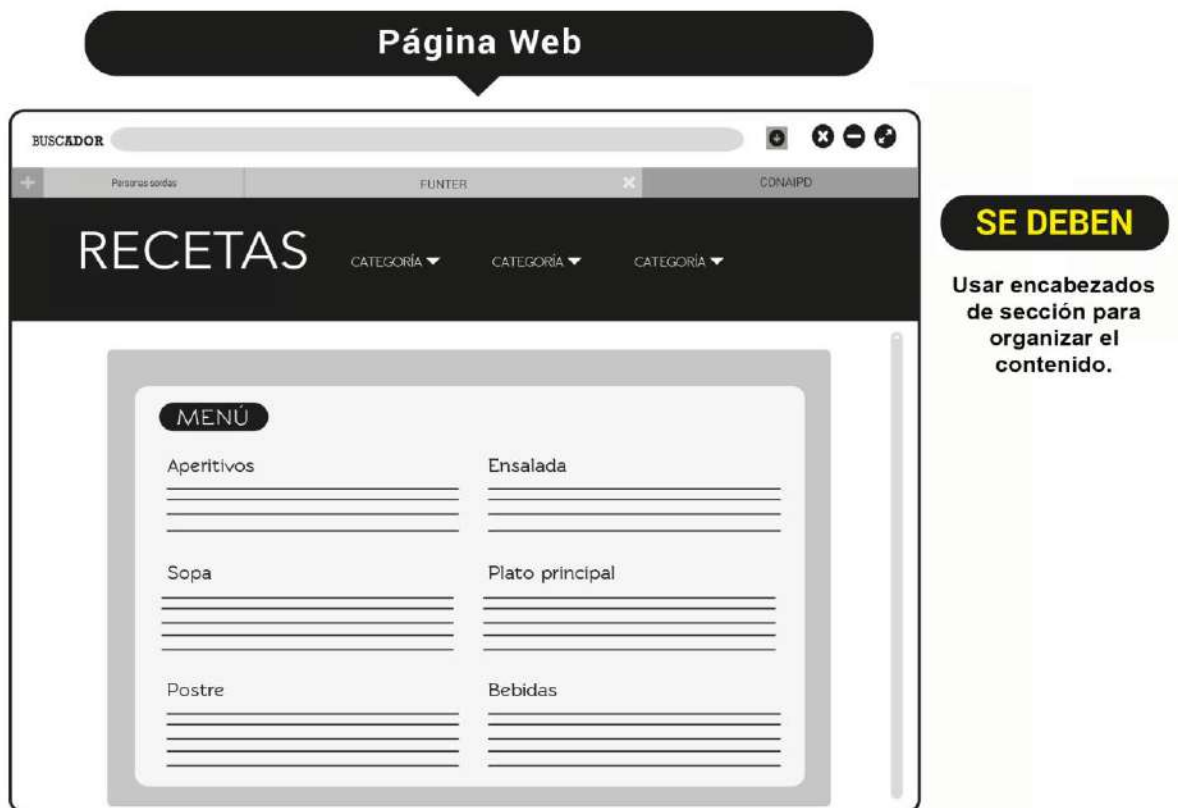 Página Web
BUSCADOR
Personas sordas
FUNTER
CONAIPD
RECETAS
CATEGORÍA
CATEGORÍA
CATEGORÍA
SE DEBEN
Usar encabezados
de sección para
organizar el
contenido.
MENÚ
Aperitivos
Ensalada
Sopa
Plato principal
Postre
Bebidas